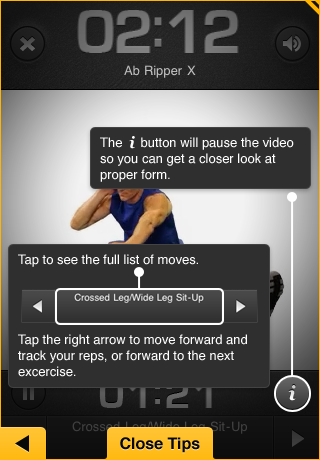 02:12
Ab Ripper X
The i button will pause the video
so you can get a closer look at
proper form.
Tap to see the full list of moves.
Crossed Leg/Wide Leg Sit-Up
Tap the right arrow to move forward and
track your reps, or forward to the next
excercise.
01:21
i
Crossed Leg/Wide Leg Sit-Up
Close Tips